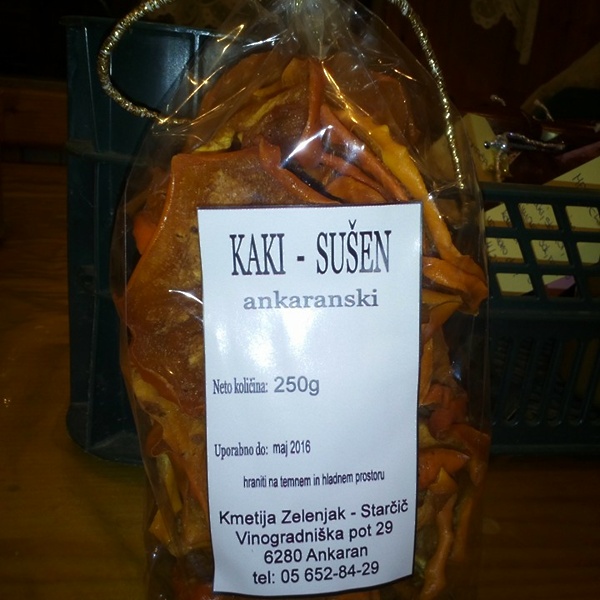 KAKI - SUŠEN
ankaranski
Neto količina: 250g
Uporabno do: maj 2016
hraniti na temnem in hladnem prostoru
Kmetija Zelenjak - Starčič
Vinogradniška pot 29
6280 Ankaran
tel: 05 652-84-29